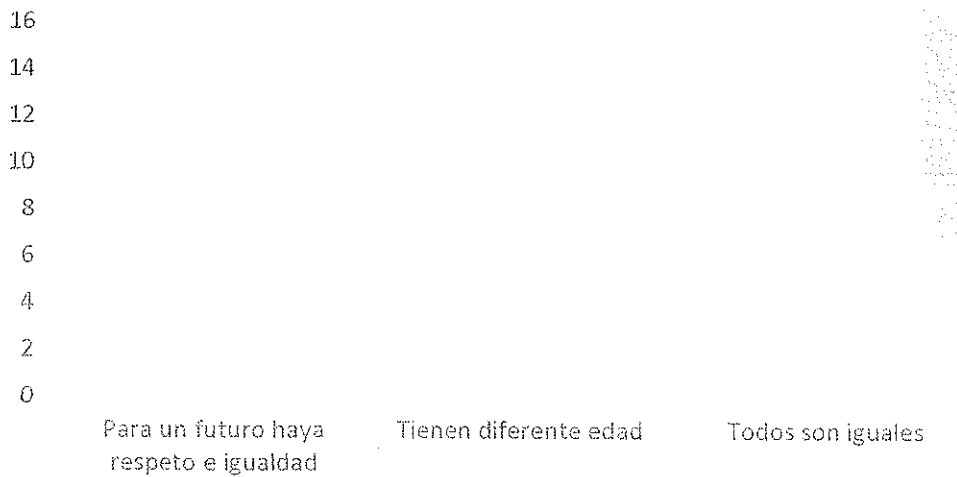 16
14
12
10
8
6
4
2
0
Para un futuro haya
respeto e igualdad
Tienen diferente edad
Todos son iguales